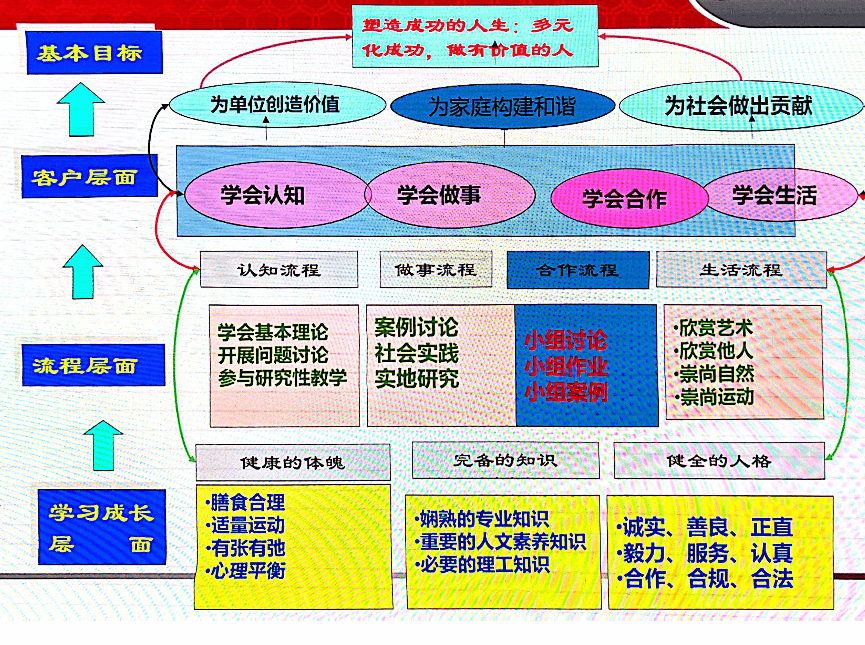 塑造成功的人生：多元
化成功，做有价值的人
基本目标
为单位创造价值
为家庭构建和谐
为社会做出贡献
客户层面
学会认知
学会做事
学会合作
学会生活
认知流程
做事流程
合作流程
生活流程
流程层面
学会基本理论
开展问题讨论
参与研究性教学
案例讨论
社会实践
实地研究
小组讨论
小组作业
小组案例
·欣赏艺术
·欣赏他人
·崇尚自然
·崇尚运动
健康的体魄
完备的知识
健全的人格
学习成长
层 面
·膳食合理
·适量运动
·有张有弛
·心理平衡
·娴熟的专业知识
·重要的人文素养知识
·必要的理工知识
·诚实、善良、正直
·毅力、服务、认真
·合作、合规、合法